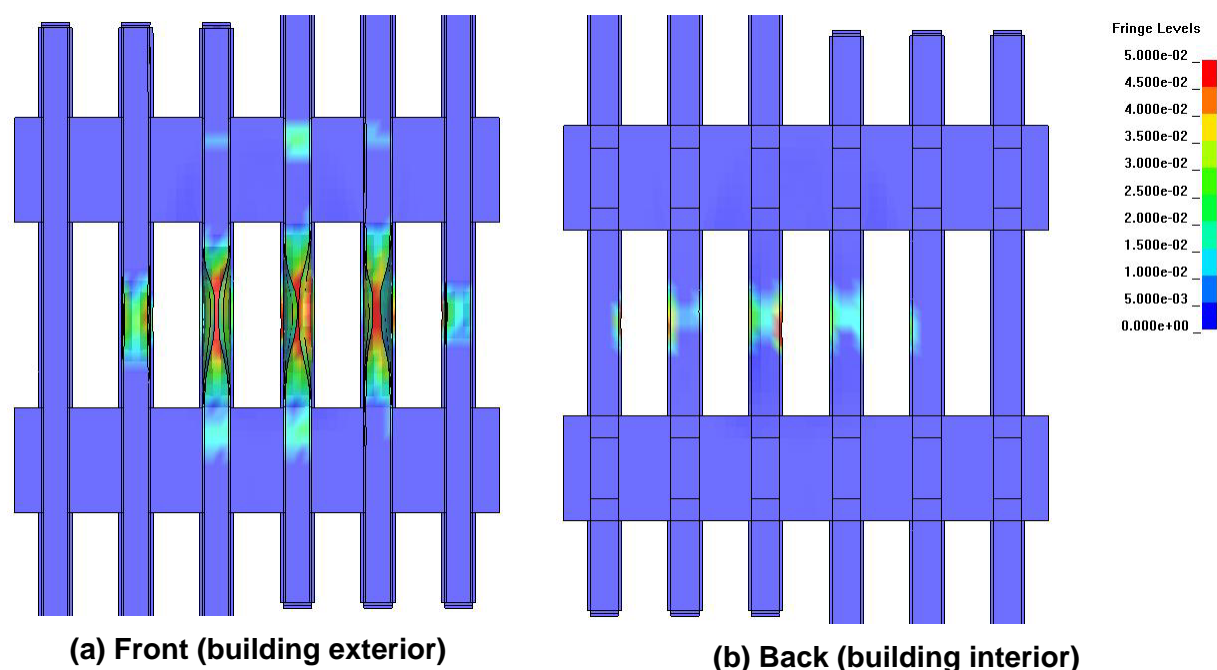 Fringe Levels
5.000e-02
4.500e-02
4.000e-02
3.500e-02
3.000e-02
2.500e-02
2.000e-02
1.500e-02
1.000e-02
5.000e-03
0.000e+00
(a) Front (building exterior)
(b) Back (building interior)